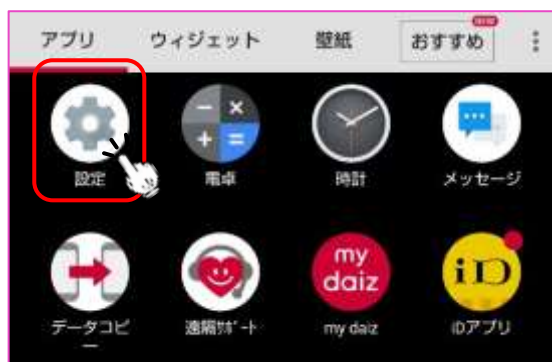 アプリ
ウィジェット
壁紙
おすすめ
NEW
設定
電卓
時計
メッセージ
データコピ
ー
遠隔ｻﾎﾟｰﾄ
my daiz
my
daiz
iD
iDアプリ